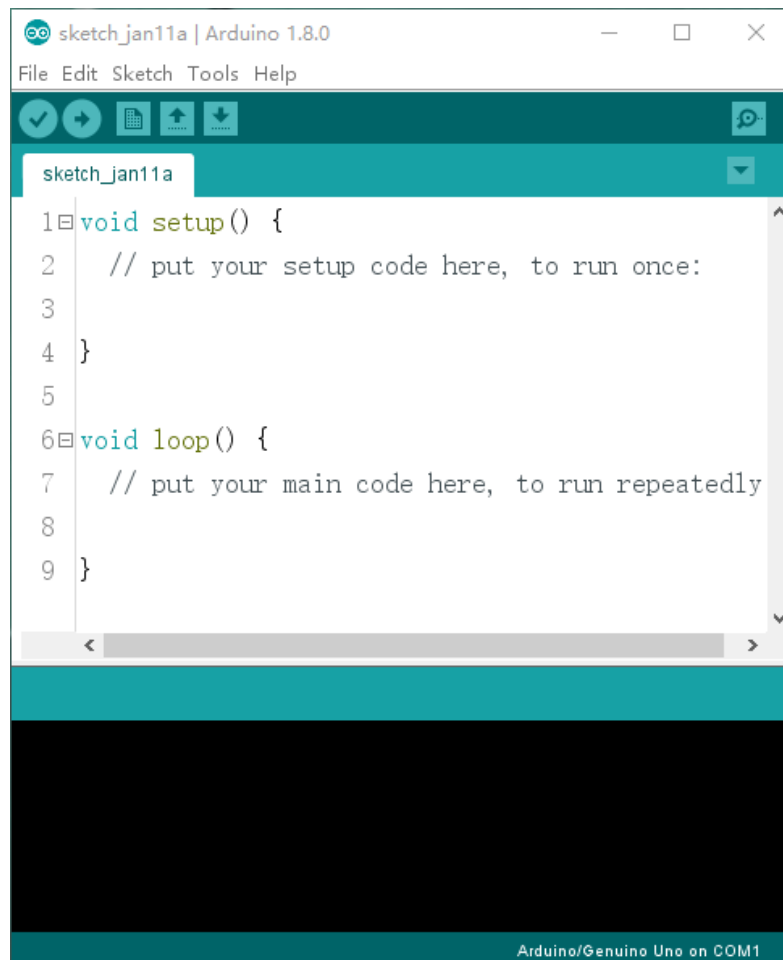 sketch_jan11a | Arduino 1.8.0
File Edit Sketch Tools Help
sketch_jan11a
1 void setup() {
2   // put your setup code here, to run once:
3
4 }
5
6 void loop() {
7   // put your main code here, to run repeatedly
8
9 }
Arduino/Genuino Uno on COM1